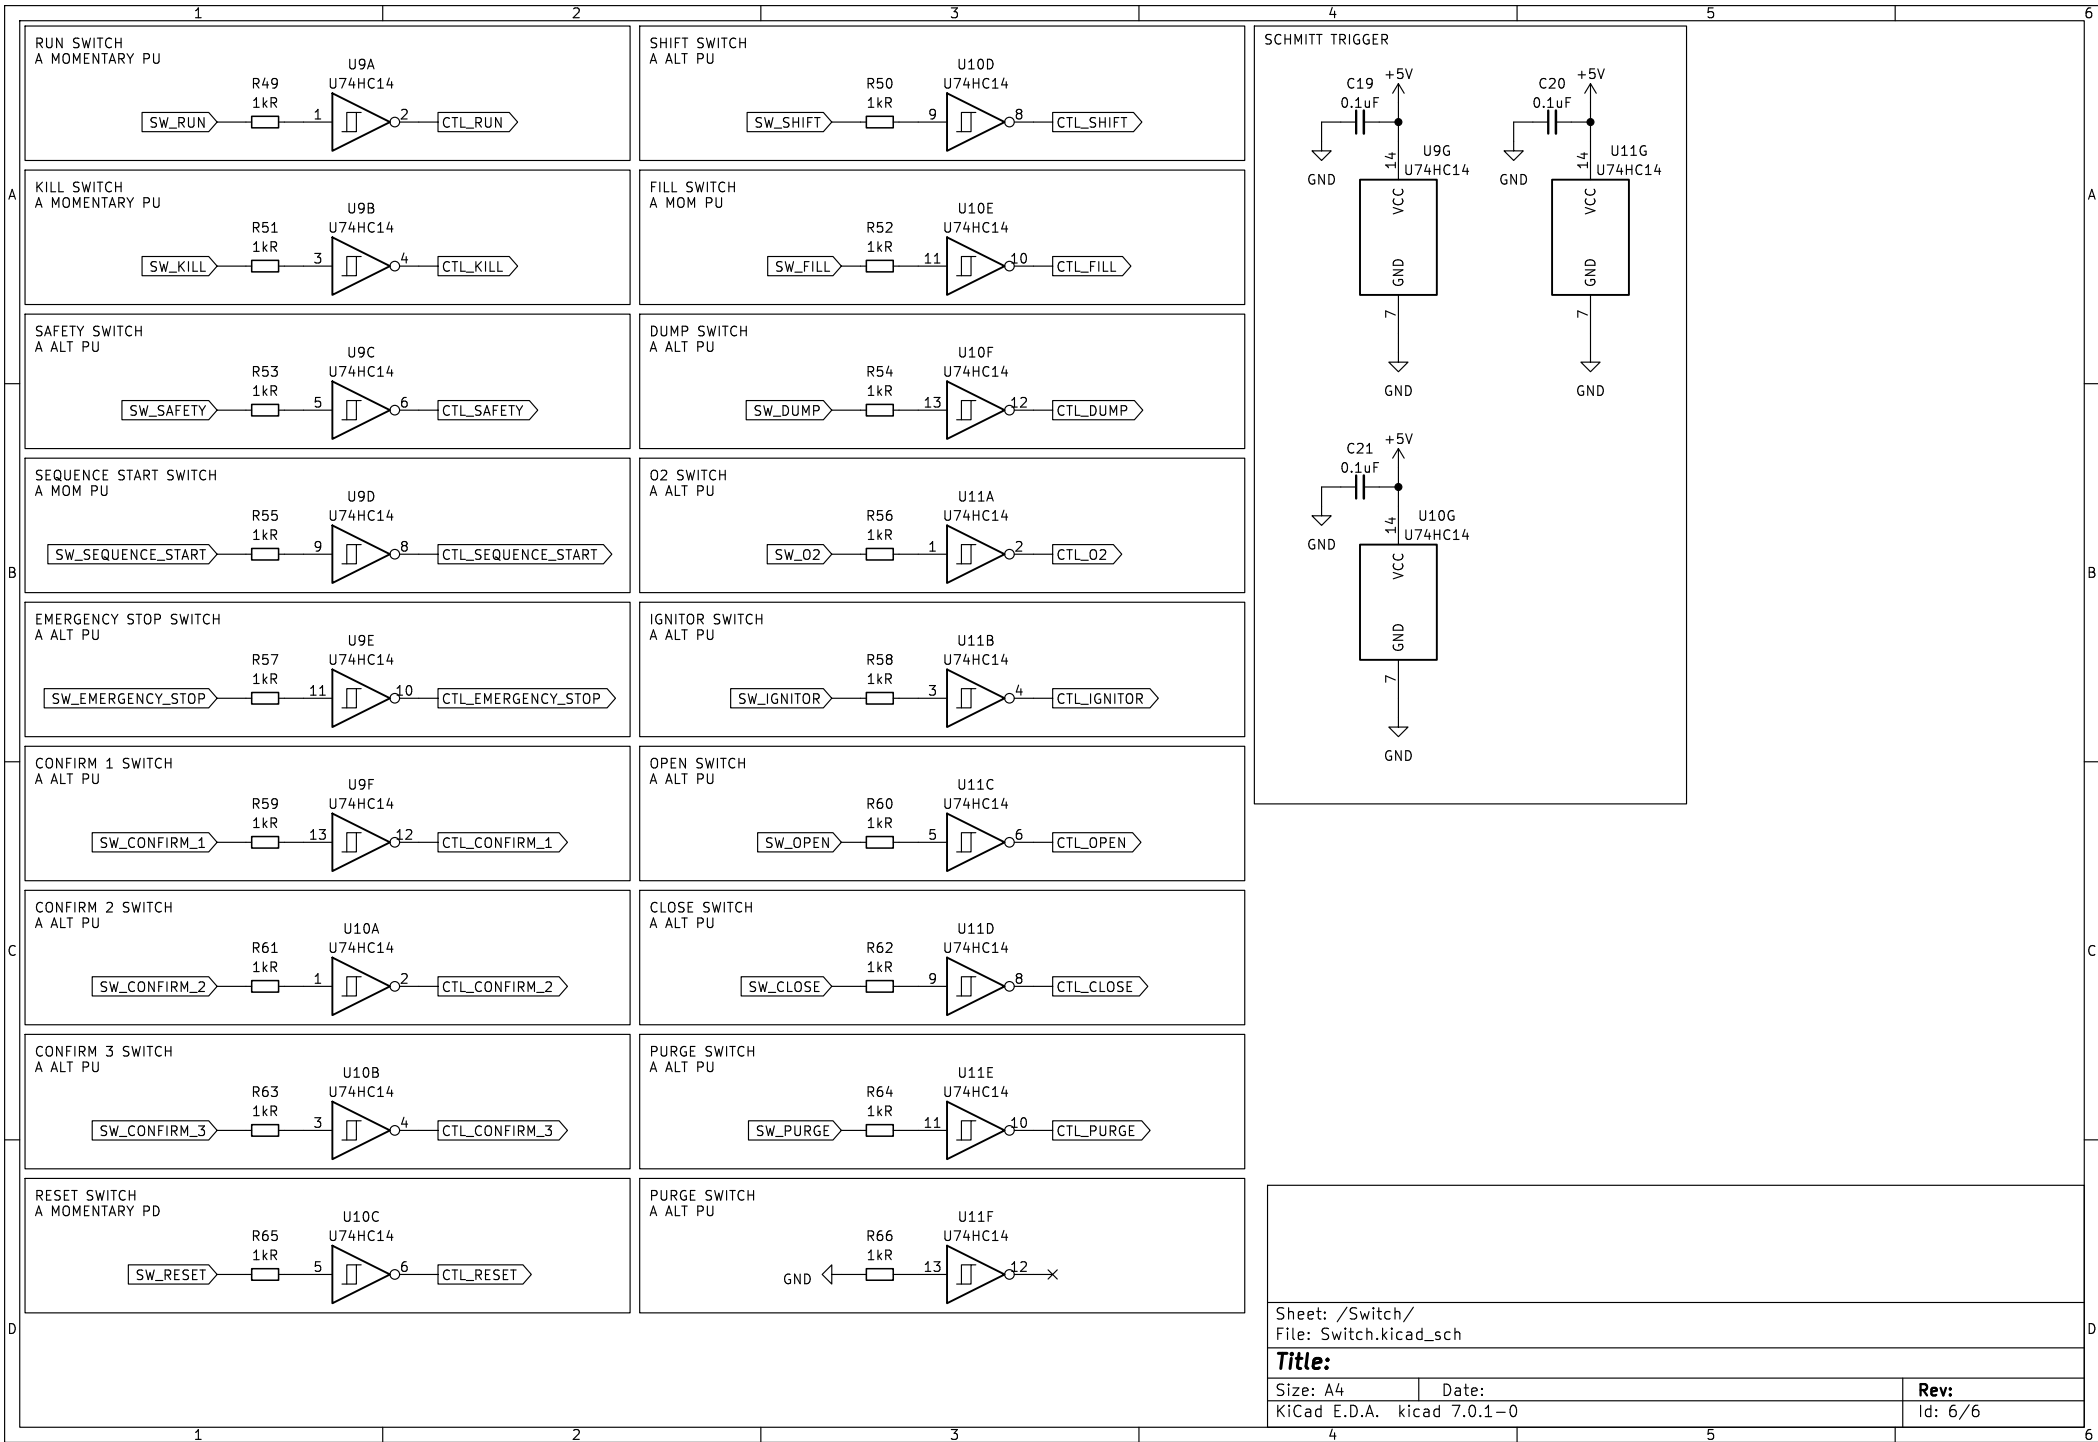 1 2 3 4 5 6
RUN SWITCH
A MOMENTARY PU
U9A
U74HC14
R49
1kR
SW_RUN
1
2
CTL_RUN
SHIFT SWITCH
A ALT PU
U10D
U74HC14
R50
1kR
SW_SHIFT
9
8
CTL_SHIFT
SCHMITT TRIGGER
+5V
C19
0.1uF
GND
14
U9G
U74HC14
VCC
GND
7
GND
+5V
C20
0.1uF
GND
14
U11G
U74HC14
VCC
GND
7
GND
A
A
KILL SWITCH
A MOMENTARY PU
U9B
U74HC14
R51
1kR
SW_KILL
3
4
CTL_KILL
FILL SWITCH
A MOM PU
U10E
U74HC14
R52
1kR
SW_FILL
11
10
CTL_FILL
SAFETY SWITCH
A ALT PU
U9C
U74HC14
R53
1kR
SW_SAFETY
5
6
CTL_SAFETY
DUMP SWITCH
A ALT PU
U10F
U74HC14
R54
1kR
SW_DUMP
13
12
CTL_DUMP
+5V
C21
0.1uF
GND
14
U10G
U74HC14
VCC
GND
7
GND
SEQUENCE START SWITCH
A MOM PU
U9D
U74HC14
R55
1kR
SW_SEQUENCE_START
9
8
CTL_SEQUENCE_START
O2 SWITCH
A ALT PU
U11A
U74HC14
R56
1kR
SW_O2
1
2
CTL_O2
B
B
EMERGENCY STOP SWITCH
A ALT PU
U9E
U74HC14
R57
1kR
SW_EMERGENCY_STOP
11
10
CTL_EMERGENCY_STOP
IGNITOR SWITCH
A ALT PU
U11B
U74HC14
R58
1kR
SW_IGNITOR
3
4
CTL_IGNITOR
CONFIRM 1 SWITCH
A ALT PU
U9F
U74HC14
R59
1kR
SW_CONFIRM_1
13
12
CTL_CONFIRM_1
OPEN SWITCH
A ALT PU
U11C
U74HC14
R60
1kR
SW_OPEN
5
6
CTL_OPEN
CONFIRM 2 SWITCH
A ALT PU
U10A
U74HC14
R61
1kR
SW_CONFIRM_2
1
2
CTL_CONFIRM_2
CLOSE SWITCH
A ALT PU
U11D
U74HC14
R62
1kR
SW_CLOSE
9
8
CTL_CLOSE
C
C
CONFIRM 3 SWITCH
A ALT PU
U10B
U74HC14
R63
1kR
SW_CONFIRM_3
3
4
CTL_CONFIRM_3
PURGE SWITCH
A ALT PU
U11E
U74HC14
R64
1kR
SW_PURGE
11
10
CTL_PURGE
RESET SWITCH
A MOMENTARY PD
U10C
U74HC14
R65
1kR
SW_RESET
5
6
CTL_RESET
PURGE SWITCH
A ALT PU
U11F
U74HC14
R66
1kR
GND
13
12
D
D
Sheet: /Switch/
File: Switch.kicad_sch
Title:
Size: A4 Date: Rev:
KiCad E.D.A. kicad 7.0.1-0 Id: 6/6
1 2 3 4 5 6